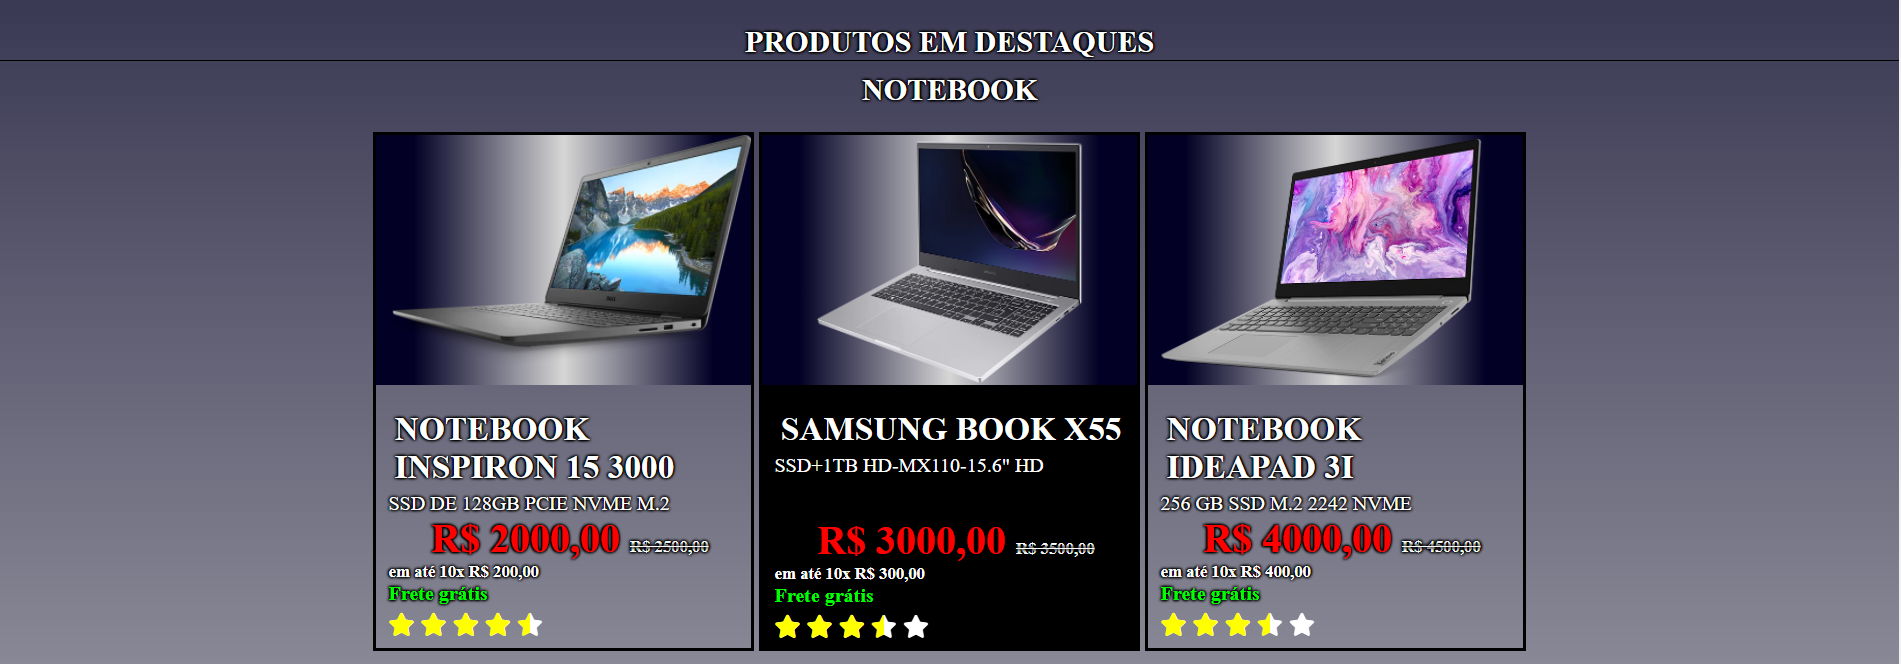 PRODUTOS EM DESTAQUES
NOTEBOOK
NOTEBOOK
INSPIRON 15 3000
SSD DE 128GB PCIE NVME M.2
R$ 2000,00 R$ 2500,00
em até 10x R$ 200,00
Frete grátis
SAMSUNG BOOK X55
SSD+1TB HD-MX110-15.6" HD
R$ 3000,00 R$ 3500,00
em até 10x R$ 300,00
Frete grátis
NOTEBOOK
IDEAPAD 3I
256 GB SSD M.2 2242 NVME
R$ 4000,00 R$ 4500,00
em até 10x R$ 400,00
Frete grátis